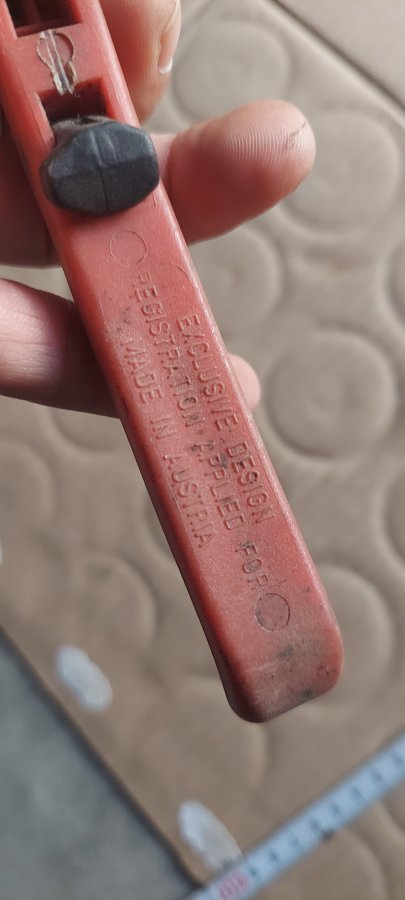 EXCLUSIVE DESIGN
REGISTRATION APPLIED FOR
MADE IN AUSTRIA